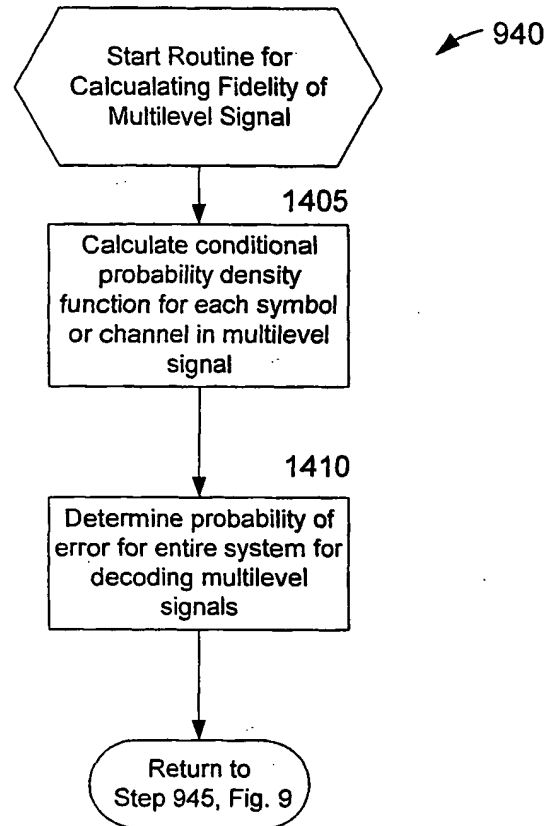 940
Start Routine for
Calcualating Fidelity of
Multilevel Signal
1405
Calculate conditional
probability density
function for each symbol
or channel in multilevel
signal
1410
Determine probability of
error for entire system for
decoding multilevel
signals
Return to
Step 945, Fig. 9